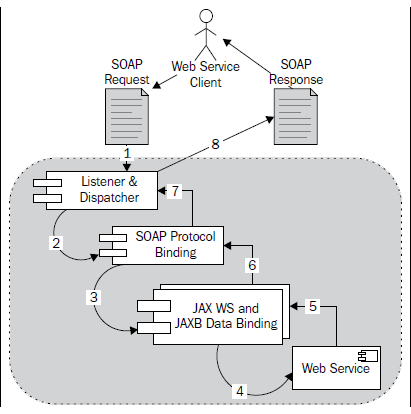 SOAP
Request
Web Service
Client
SOAP
Response
1
8
Listener &
Dispatcher
7
2
SOAP Protocol
Binding
6
3
JAX WS and
JAXB Data Binding
5
Web Service
4